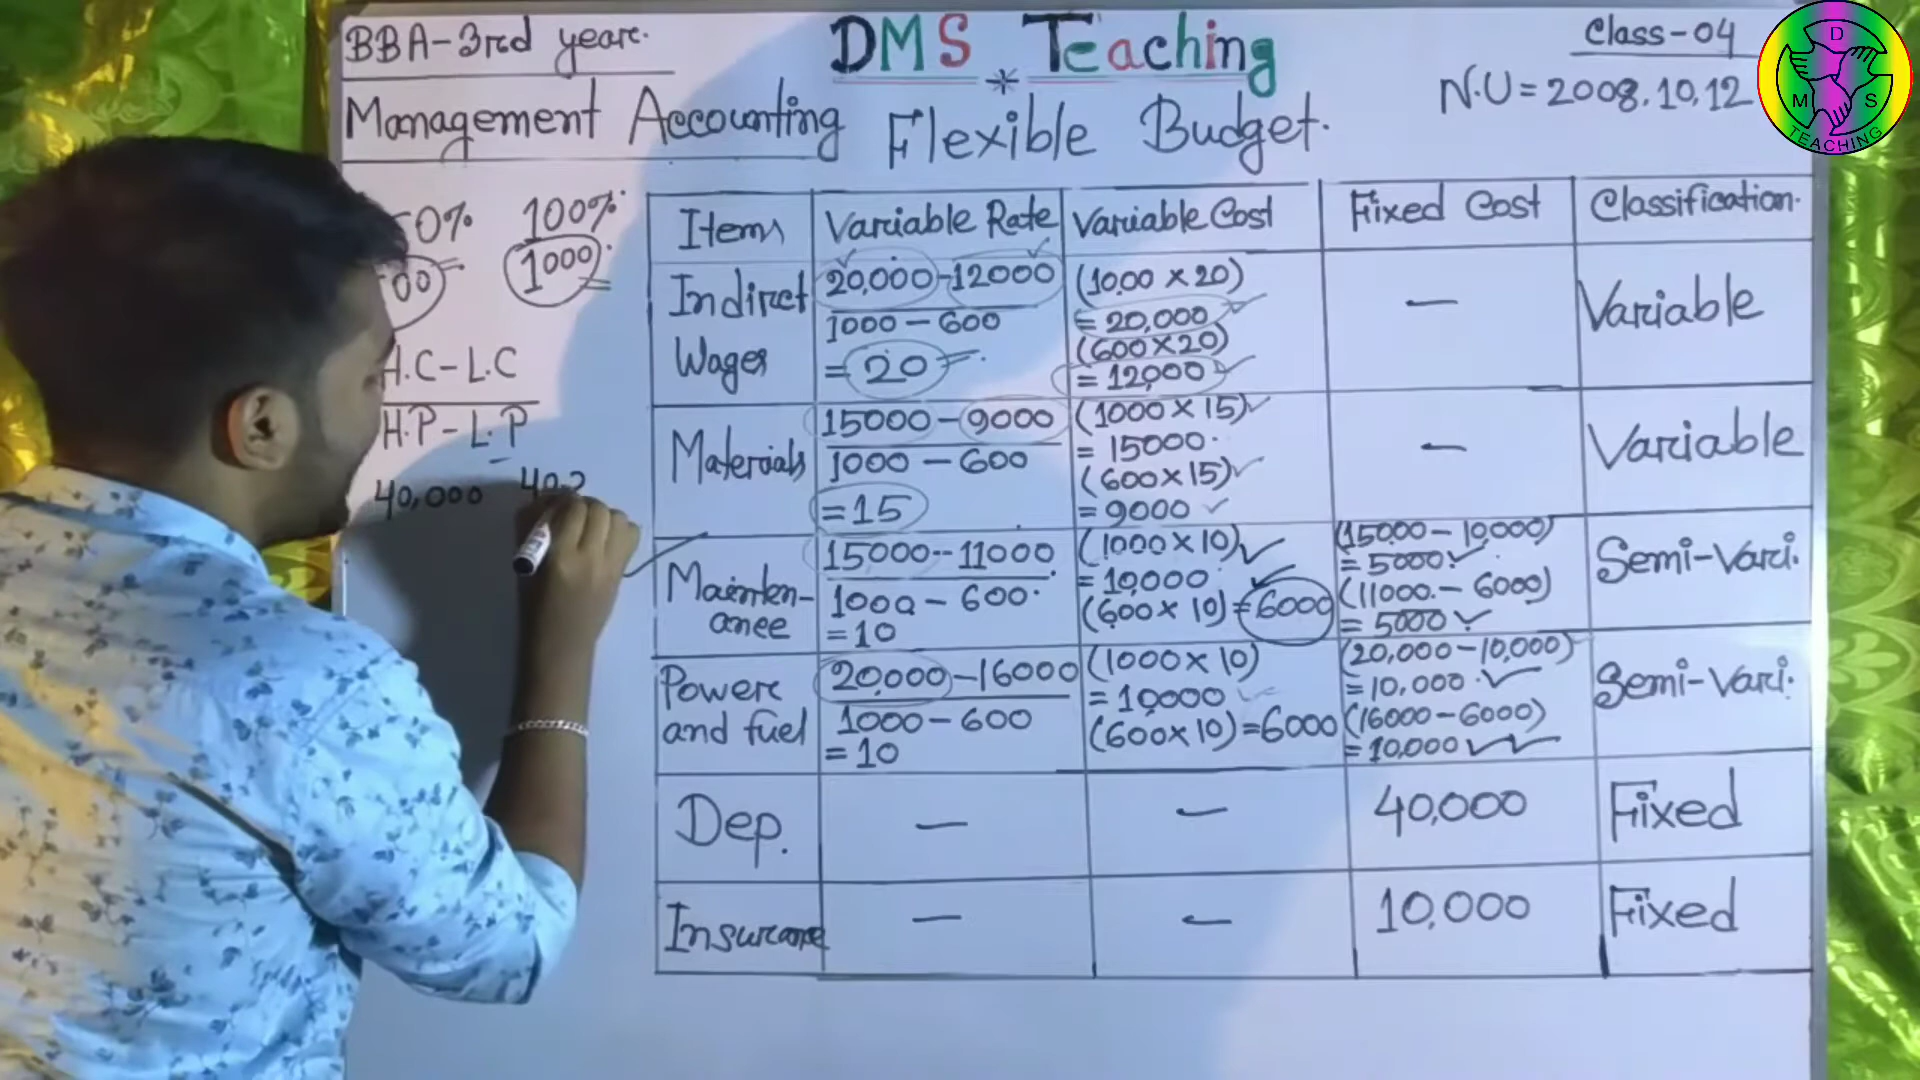 BBA-3rd year.
DMS Teaching
Class-04
N.U = 2008,10,12
Management Accounting
Flexible Budget.
D
M S
TEACHING
100%
1000
H.C-L.C
H.P-L.P
40,000
Items Variable Rate Variable Cost Fixed Cost Classification.
Indirect Wages
20,000-12000
1000-600
= 20
(1000 x 20)
= 20,000
(600 x 20)
= 12,000
—
Variable
Materials
15000-9000
1000-600
= 15
(1000 x 15)
= 15000
(600 x 15)
= 9000
—
Variable
Mainten-
anee
15000-11000
1000-600
= 10
(1000 x 10)
= 10,000
(600 x 10) = 6000
(15000-10,000)
= 5000
(11000-6000)
= 5000
Semi-Vari.
Power
and fuel
20,000-16000
1000-600
= 10
(1000 x 10)
= 10,000
(600 x 10) = 6000
(20,000-10,000)
= 10,000
(16000-6000)
= 10,000
Semi-Vari.
Dep. — — 40,000 Fixed
Insurance — — 10,000 Fixed